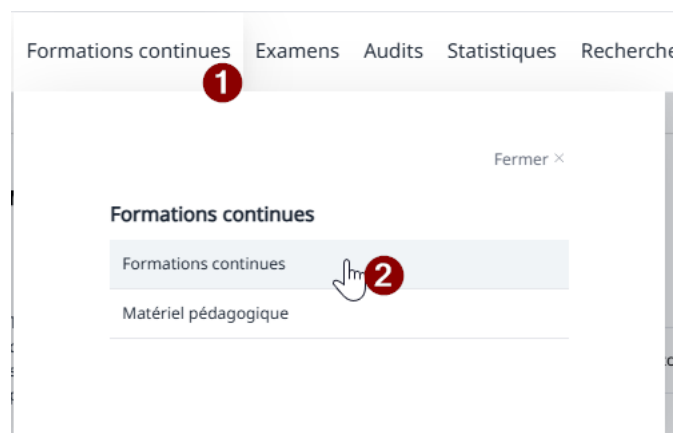 Formations continues Examens Audits Statistiques Recherche
1
Fermer ×
Formations continues
Formations continues
2
Matériel pédagogique